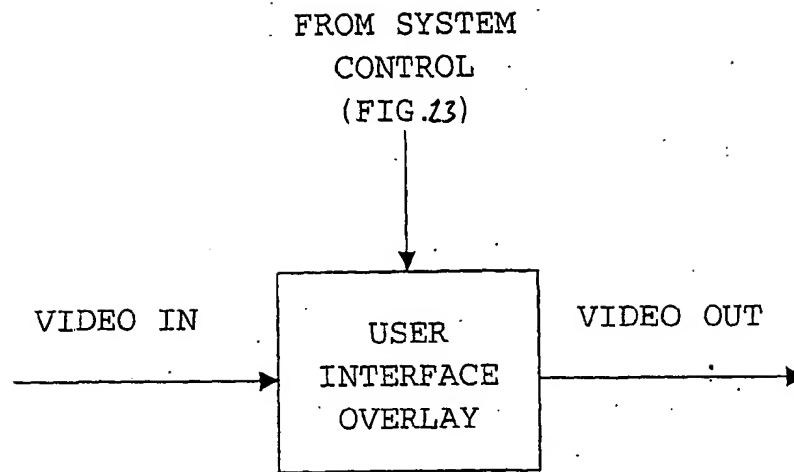 FROM SYSTEM
CONTROL
(FIG.23)
VIDEO IN
USER
INTERFACE
OVERLAY
VIDEO OUT